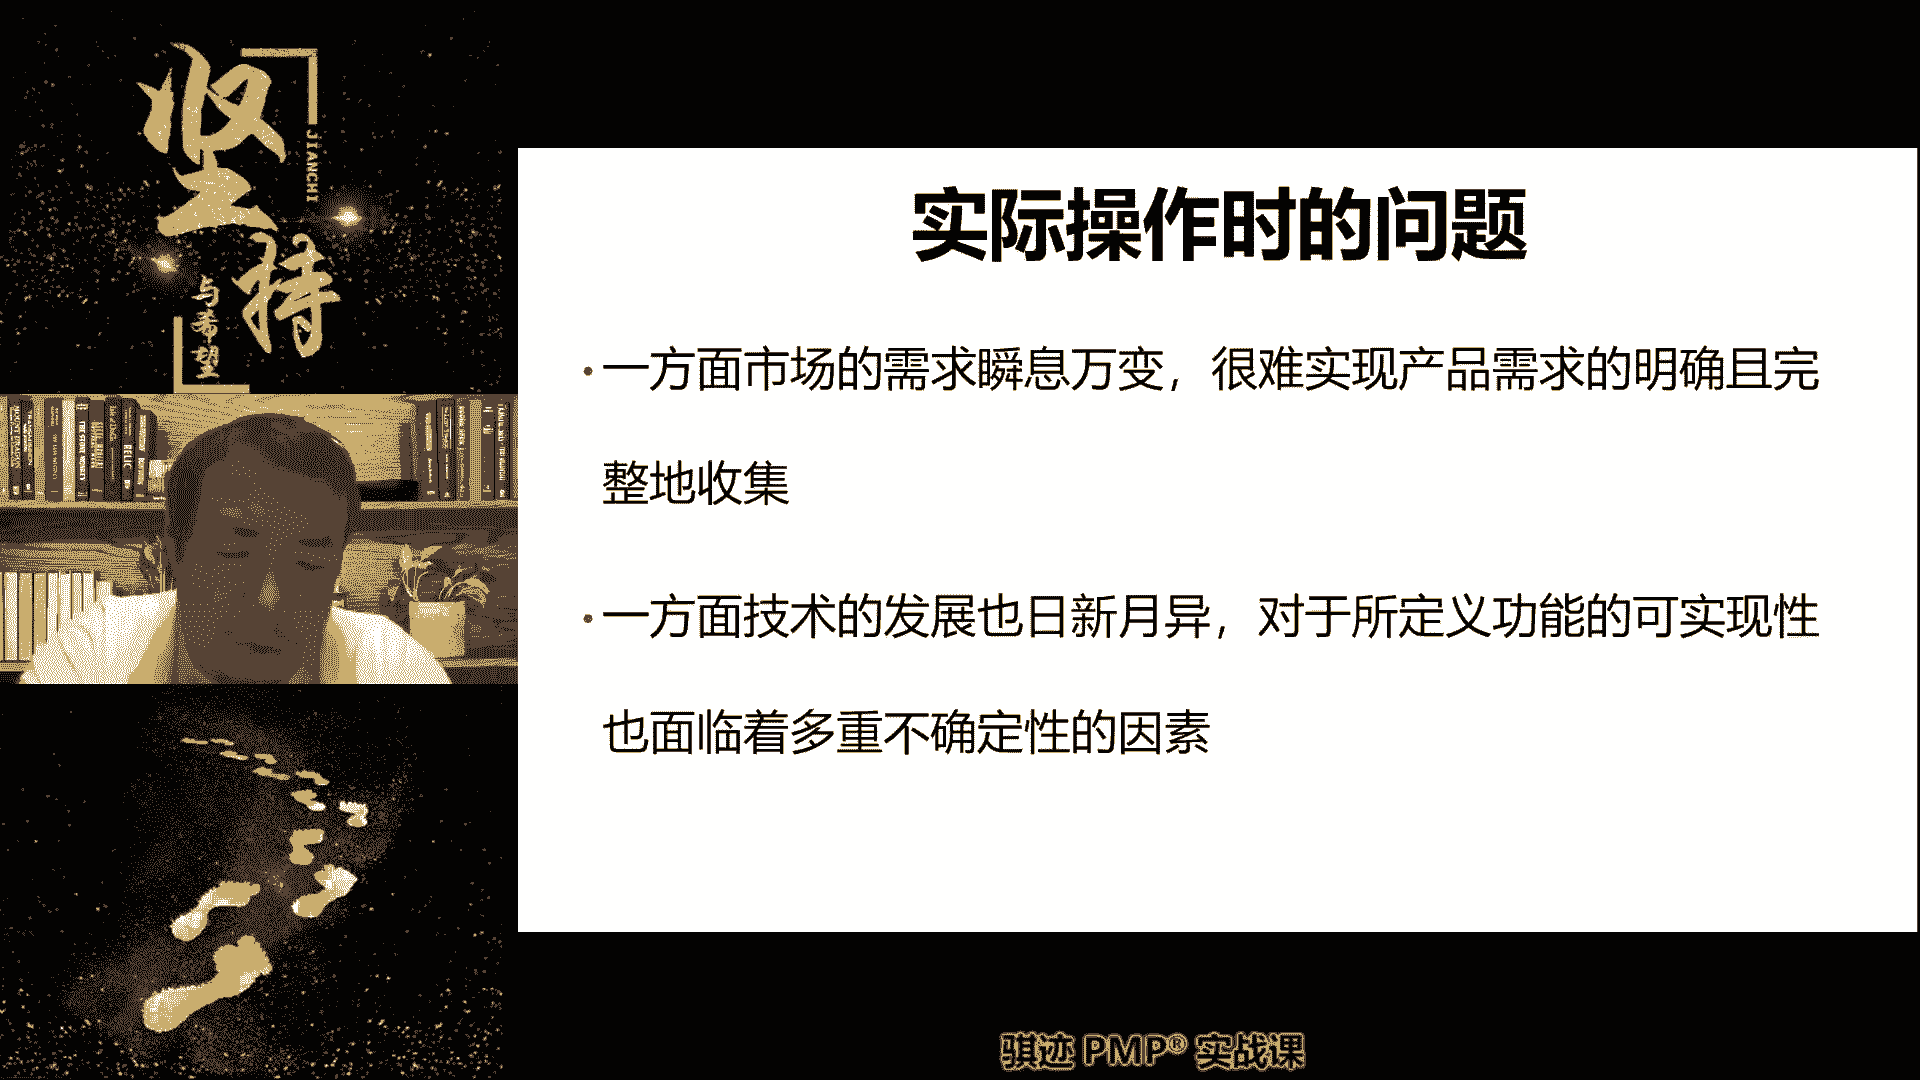 坚持
JIANCHI
与希望
实际操作时的问题
•一方面市场的需求瞬息万变，很难实现产品需求的明确且完
整地收集
•一方面技术的发展也日新月异，对于所定义功能的可实现性
也面临着多重不确定性的因素
RELIC
骐迹 PMP® 实战课